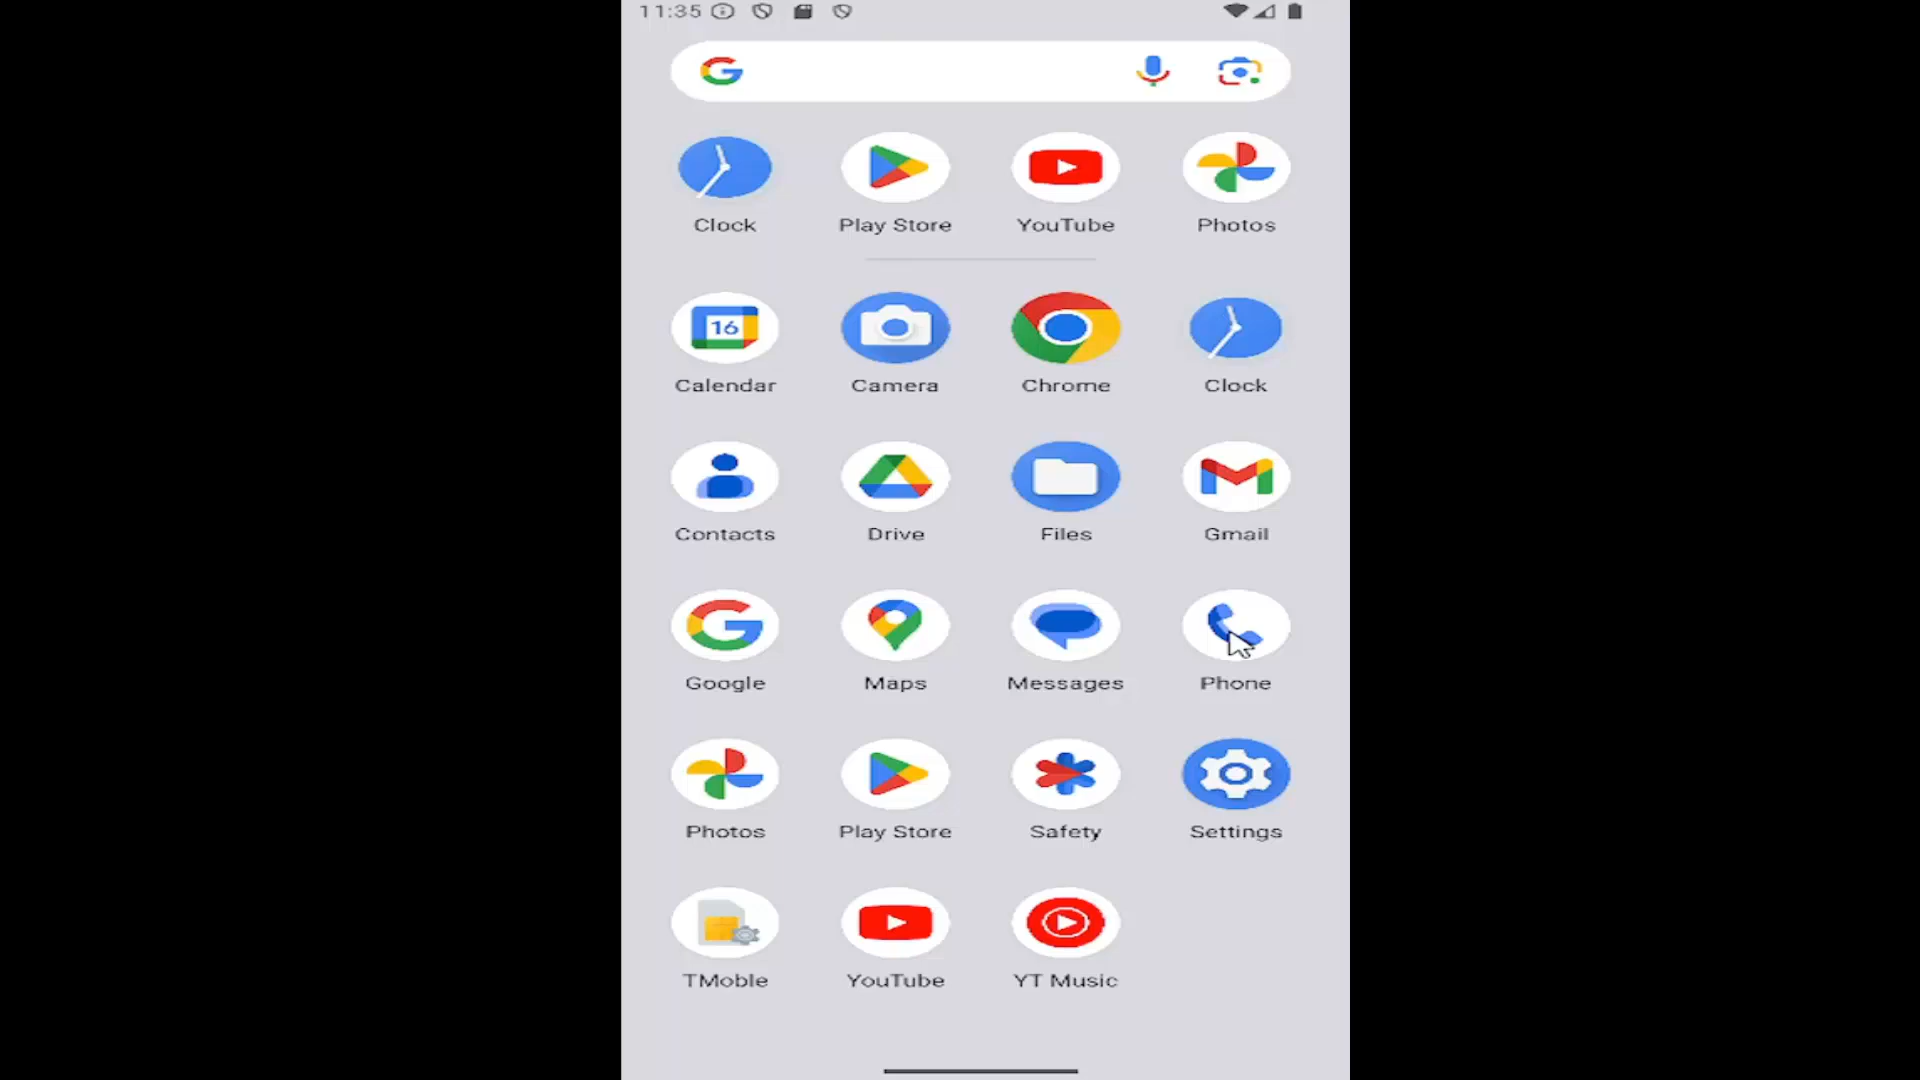 11:35
Clock Play Store YouTube Photos
16
Calendar Camera Chrome Clock
Contacts Drive Files Gmail
Google Maps Messages Phone
Photos Play Store Safety Settings
TMoble YouTube YT Music